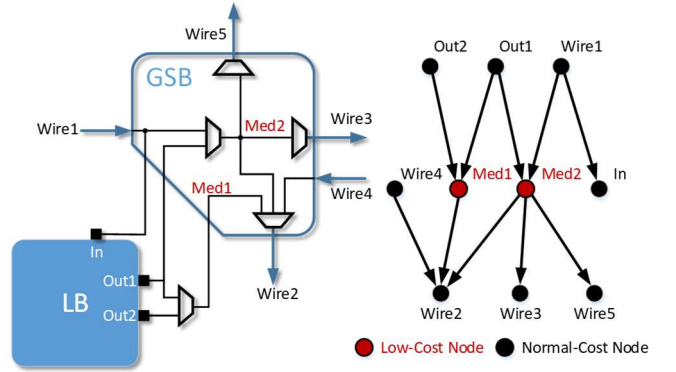 Wire5
GSB
Wire1
Med2
Wire3
Med1
Wire4
In
Out1
LB
Out2
Wire2
Out2 Out1 Wire1
Wire4 Med1 Med2 In
Wire2 Wire3 Wire5
Low-Cost Node Normal-Cost Node